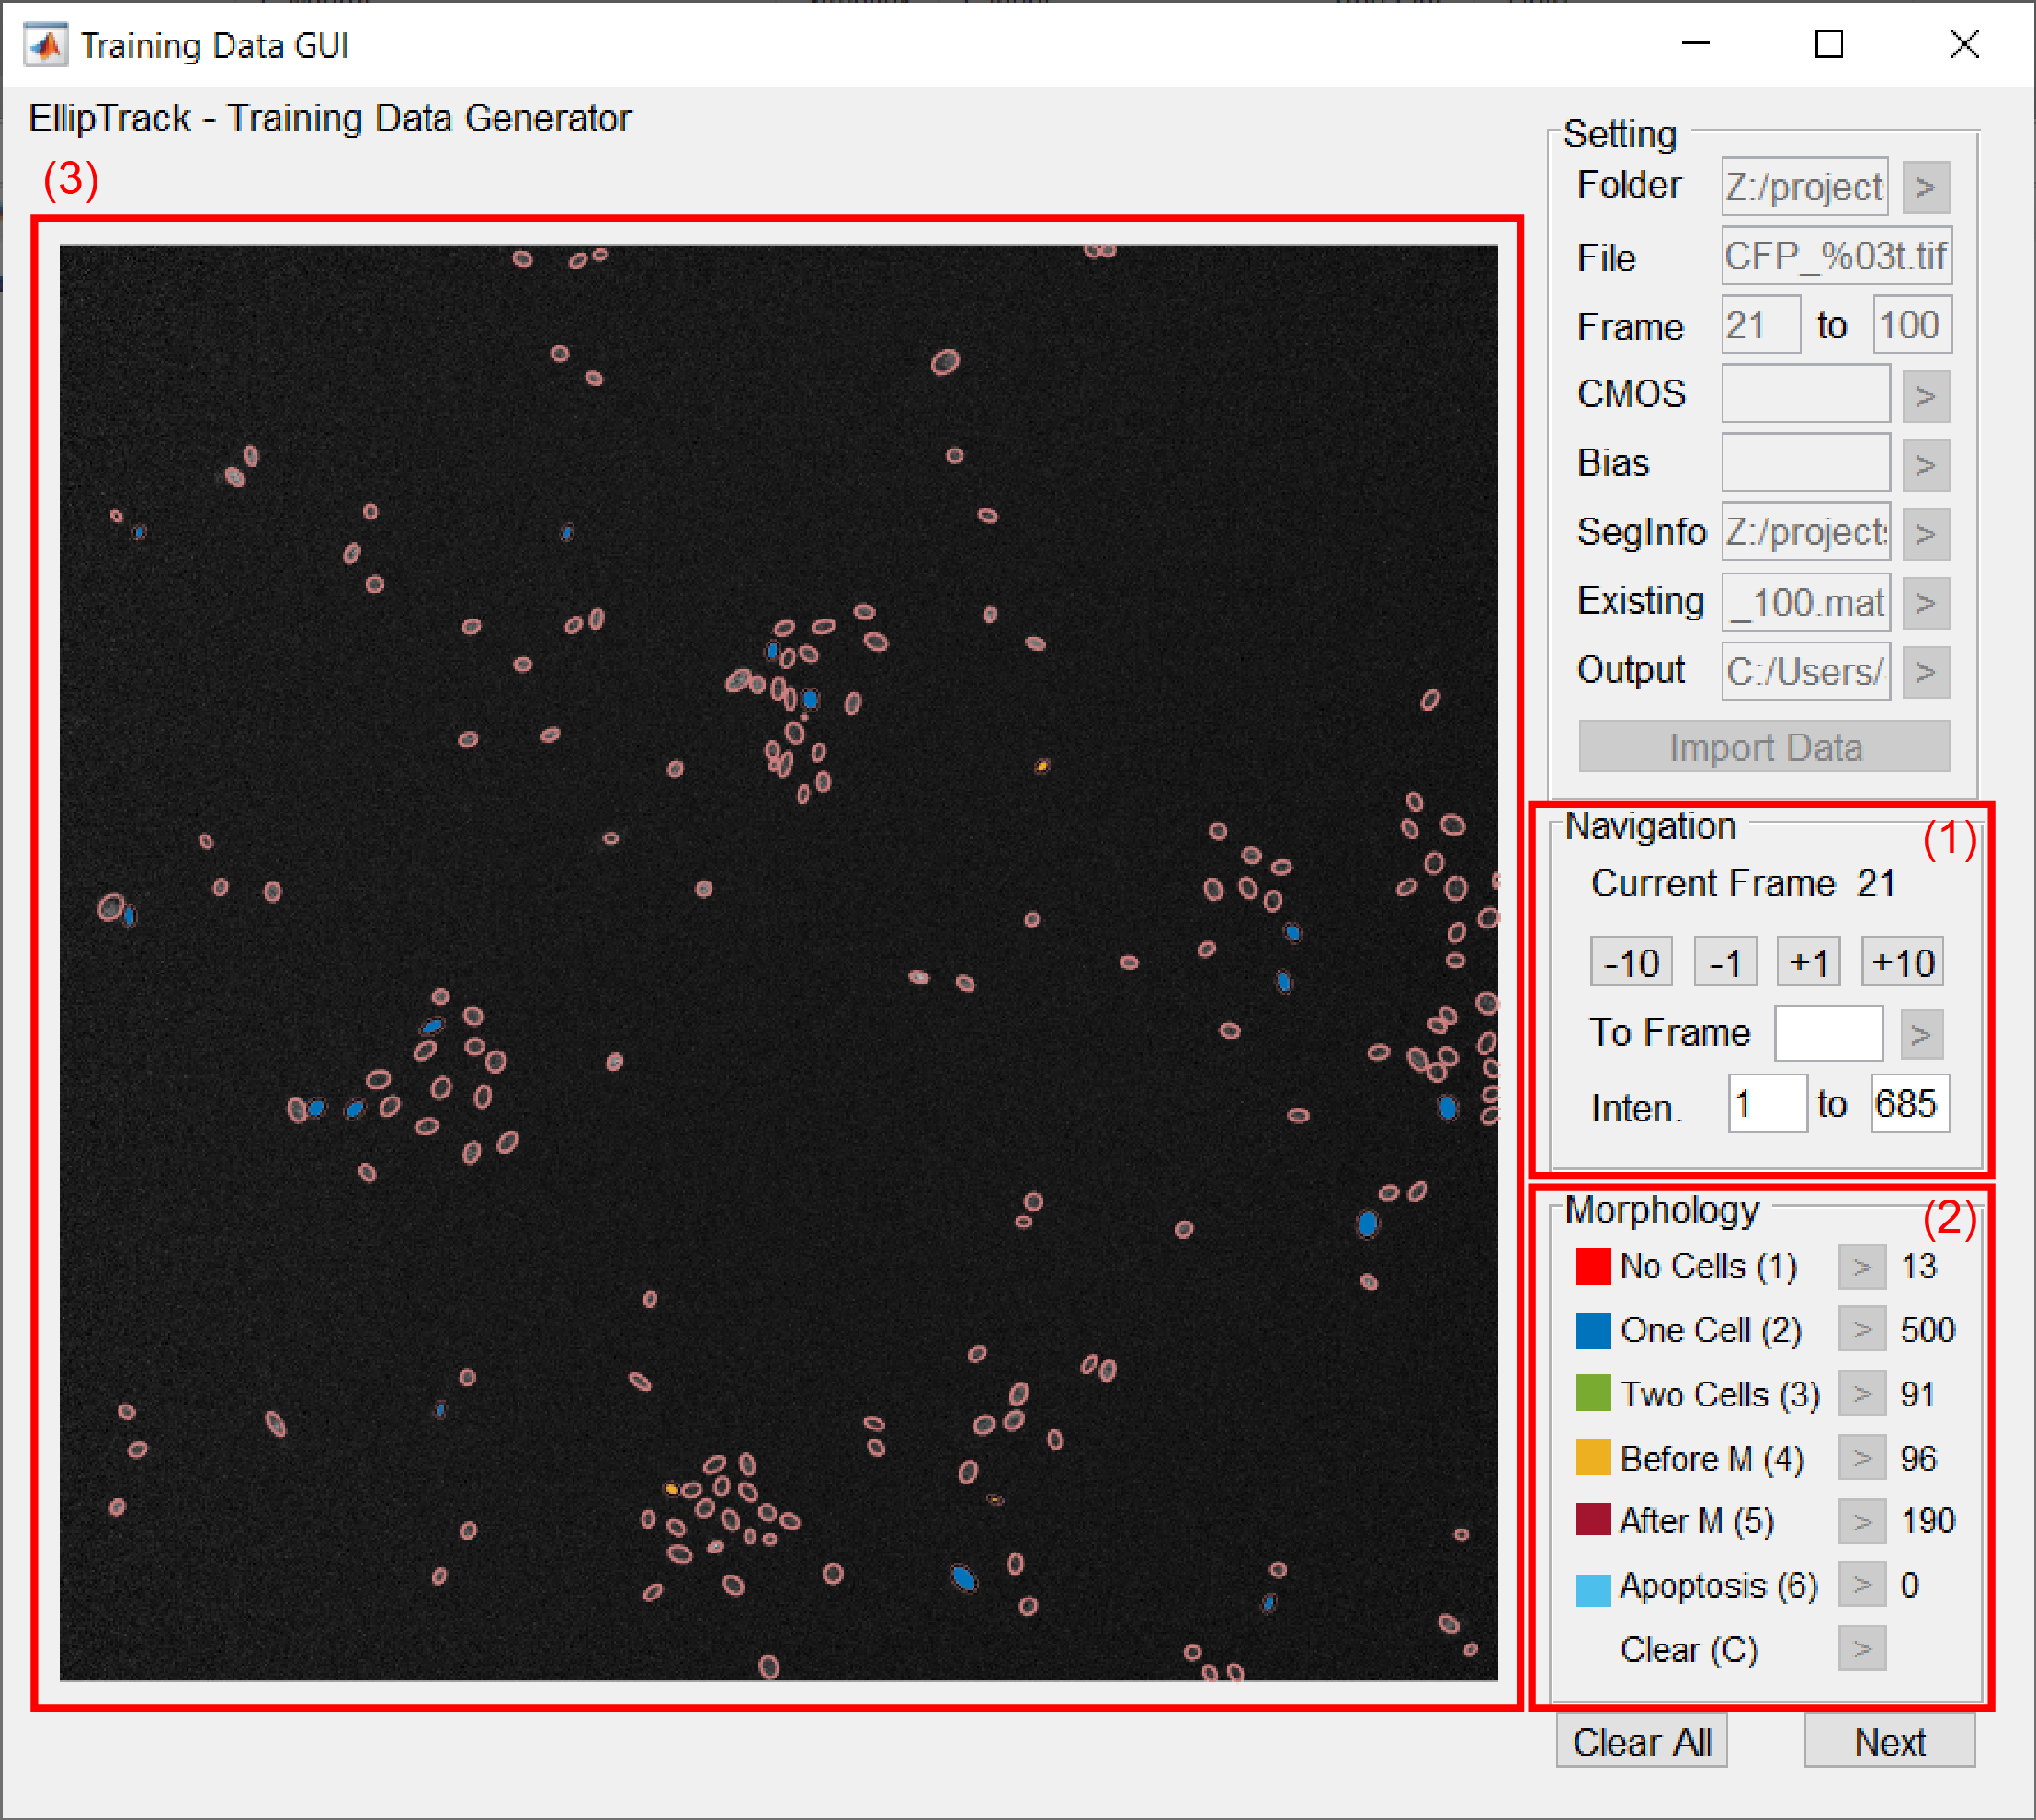 Training Data GUI
EllipTrack - Training Data Generator
(3)
Setting
Folder Z:/project >
File CFP_%03t.tif
Frame 21 to 100
CMOS >
Bias >
SegInfo Z:/project >
Existing _100.mat >
Output C:/Users/ >
Import Data
Navigation (1)
Current Frame 21
-10 -1 +1 +10
To Frame >
Inten. 1 to 685
Morphology (2)
No Cells (1) > 13
One Cell (2) > 500
Two Cells (3) > 91
Before M (4) > 96
After M (5) > 190
Apoptosis (6) > 0
Clear (C) >
Clear All Next